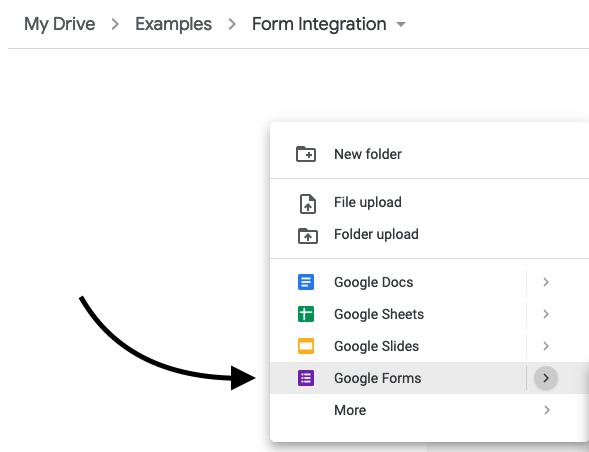 My Drive > Examples > Form Integration
New folder
File upload
Folder upload
Google Docs
Google Sheets
Google Slides
Google Forms
More